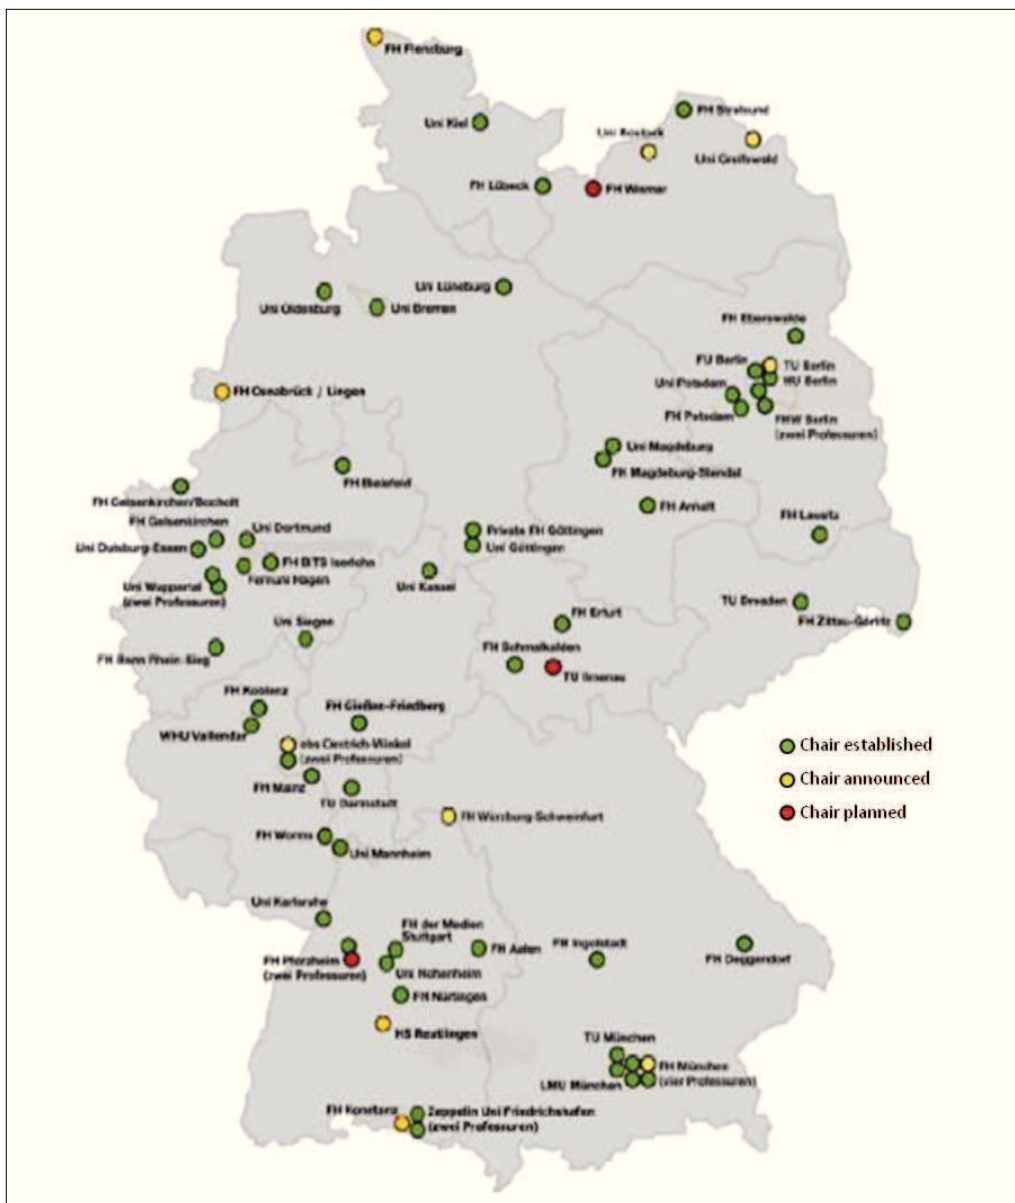 FH Flensburg
FH Stralsund
Uni Kiel
Uni Rostock
Uni Greifswald
FH Lübeck
FH Wismar
Uni Lüneburg
Uni Oldenburg
Uni Bremen
FH Eberswalde
FU Berlin
TU Berlin
HU Berlin
Uni Potsdam
FH Osnabrück / Lingen
FH Potsdam
FHW Berlin
(zwei Professuren)
Uni Magdeburg
FH Magdeburg-Stendal
FH Bielefeld
FH Gelsenkirchen/Bocholt
FH Anhalt
FH Lausitz
FH Gelsenkirchen
Uni Dortmund
Private FH Göttingen
Uni Göttingen
Uni Duisburg-Essen
FH BiTS Iserlohn
Fernuni Hagen
Uni Kassel
Uni Wuppertal
(zwei Professuren)
TU Dresden
FH Zittau-Görlitz
FH Erfurt
Uni Siegen
FH Schmalkalden
TU Ilmenau
FH Bonn Rhein-Sieg
FH Koblenz
FH Gießen-Friedberg
WHU Vallendar
ebs Oestrich-Winkel
(zwei Professuren)
Chair established
Chair announced
Chair planned
FH Mainz
TU Darmstadt
FH Würzburg-Schweinfurt
FH Worms
Uni Mannheim
Uni Karlsruhe
FH der Medien
Stuttgart
FH Aalen
FH Ingolstadt
FH Deggendorf
FH Pforzheim
(zwei Professuren)
Uni Hohenheim
FH Nürtingen
HS Reutlingen
TU München
FH München
(vier Professuren)
LMU München
FH Konstanz
Zeppelin Uni Friedrichshafen
(zwei Professuren)